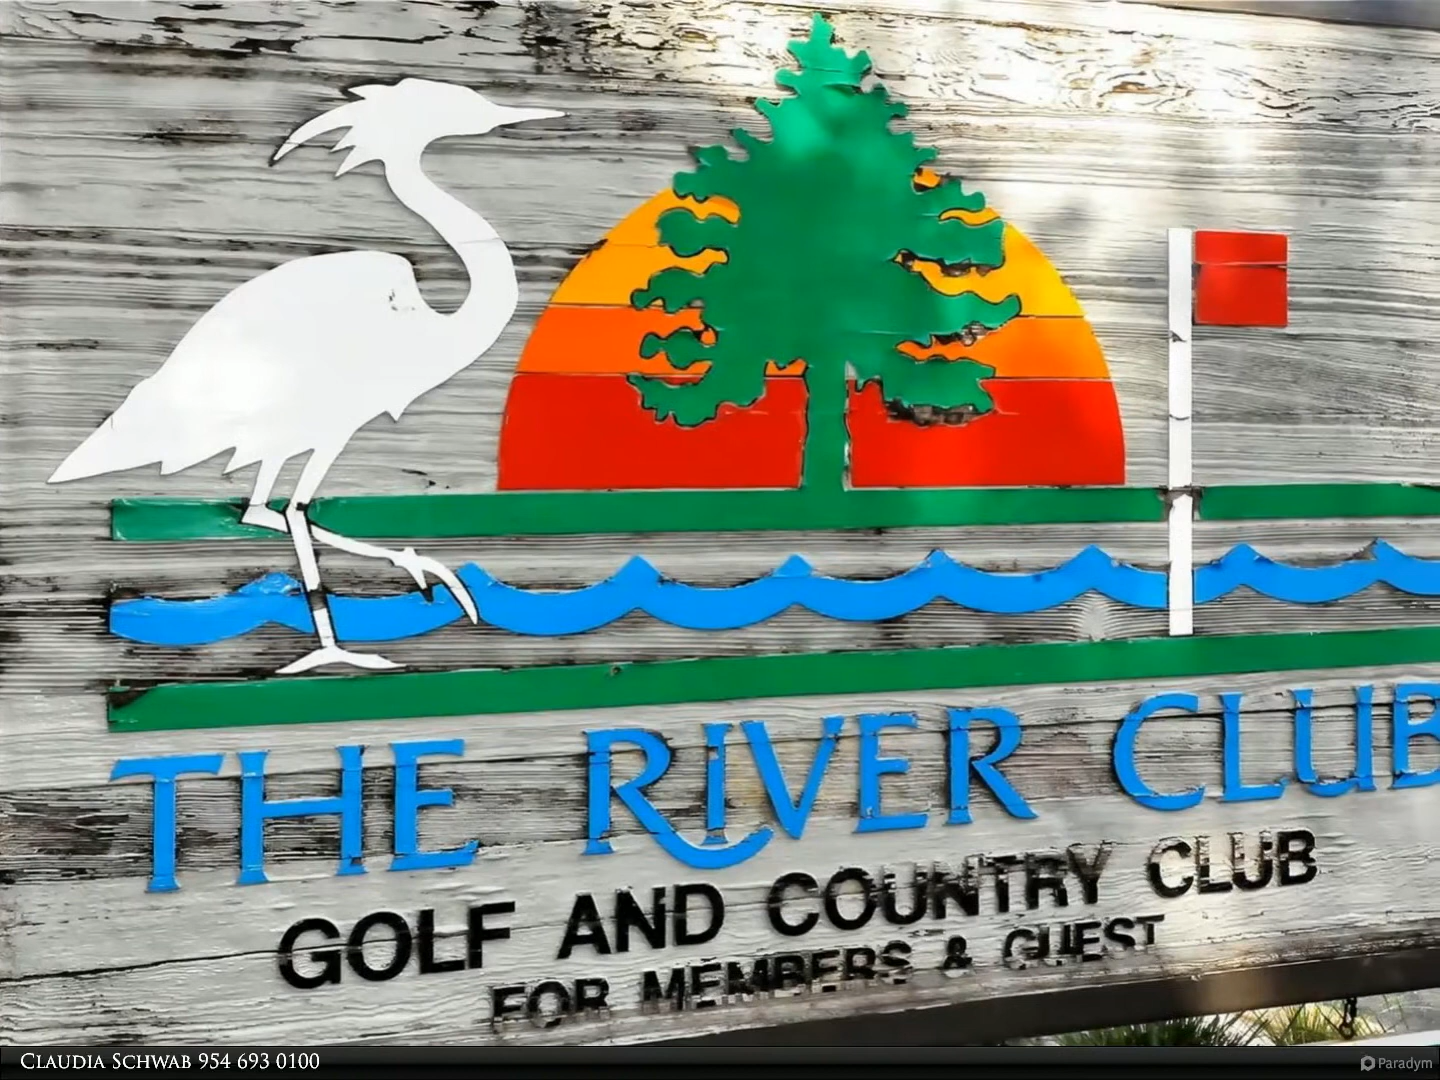 THE RIVER CLUB
GOLF AND COUNTRY CLUB
FOR MEMBERS & GUEST
CLAUDIA SCHWAB 954 693 0100
Paradym